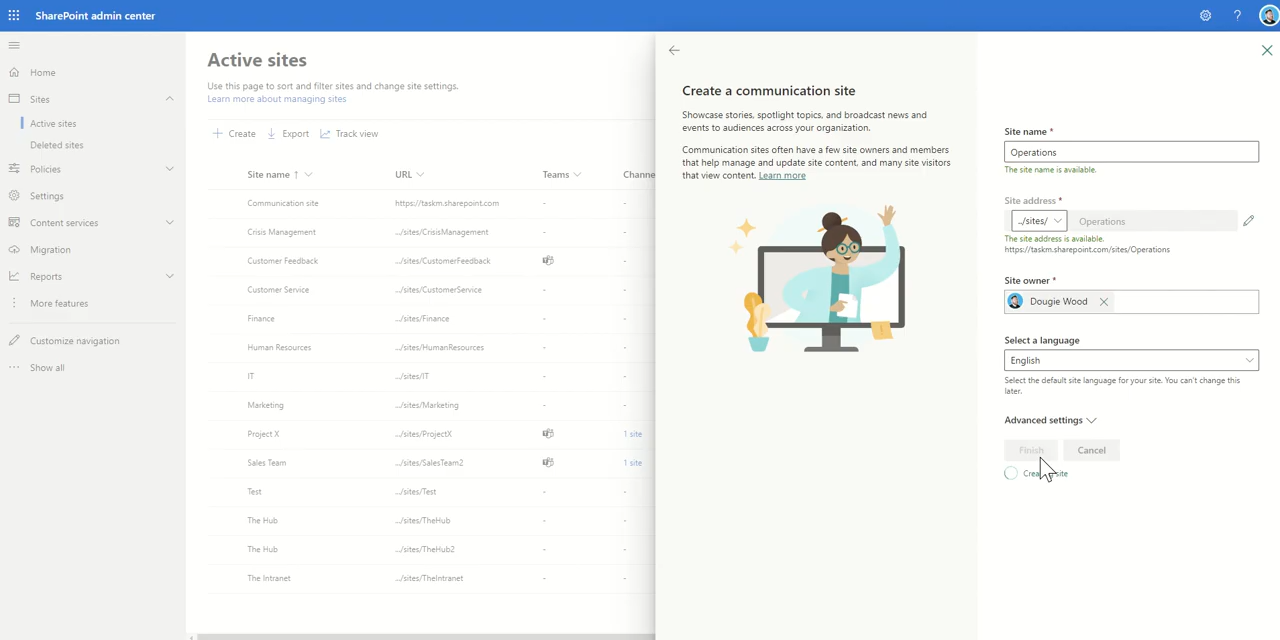 SharePoint admin center
?
Home
Sites
Active sites
Deleted sites
Policies
Settings
Content services
Migration
Reports
More features
Customize navigation
Show all
Active sites
Use this page to sort and filter sites and change site settings.
Learn more about managing sites
Create Export Track view
Site name ↑ URL Teams Channe
Communication site https://taskm.sharepoint.com - -
Crisis Management .../sites/CrisisManagement - -
Customer Feedback .../sites/CustomerFeedback -
Customer Service .../sites/CustomerService - -
Finance .../sites/Finance - -
Human Resources .../sites/HumanResources - -
IT .../sites/IT - -
Marketing .../sites/Marketing - -
Project X .../sites/ProjectX 1 site
Sales Team .../sites/SalesTeam2 1 site
Test .../sites/Test - -
The Hub .../sites/TheHub - -
The Hub .../sites/TheHub2 - -
The Intranet .../sites/TheIntranet - -
Create a communication site
Showcase stories, spotlight topics, and broadcast news and
events to audiences across your organization.
Communication sites often have a few site owners and members
that help manage and update site content, and many site visitors
that view content. Learn more
Site name *
Operations
The site name is available.
Site address *
../sites/ Operations
The site address is available.
https://taskm.sharepoint.com/sites/Operations
Site owner *
Dougie Wood
Select a language
English
Select the default site language for your site. You can't change this
later.
Advanced settings
Finish Cancel
site